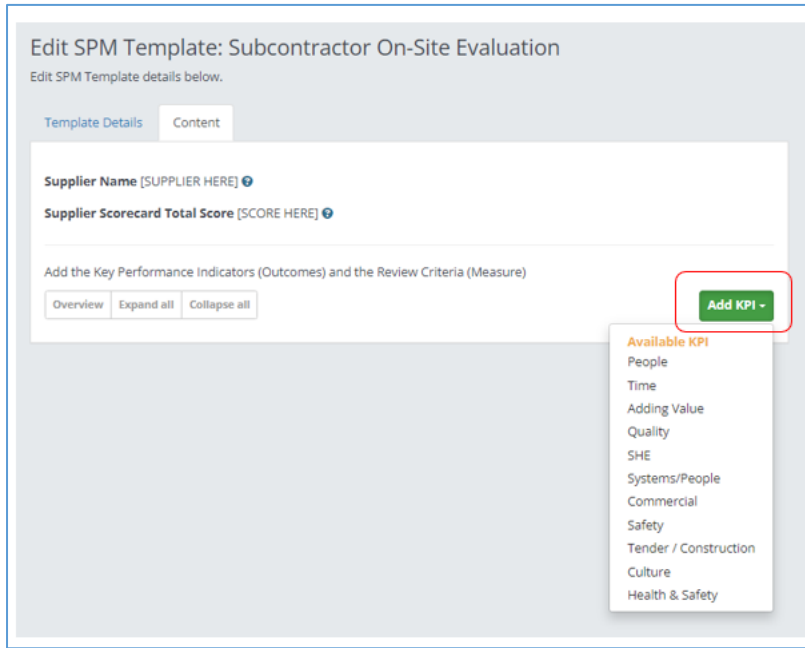 Edit SPM Template: Subcontractor On-Site Evaluation
Edit SPM Template details below.
Template Details Content
Supplier Name [SUPPLIER HERE]
Supplier Scorecard Total Score [SCORE HERE]
Add the Key Performance Indicators (Outcomes) and the Review Criteria (Measure)
Overview Expand all Collapse all Add KPI
Available KPI
People
Time
Adding Value
Quality
SHE
Systems/People
Commercial
Safety
Tender / Construction
Culture
Health & Safety